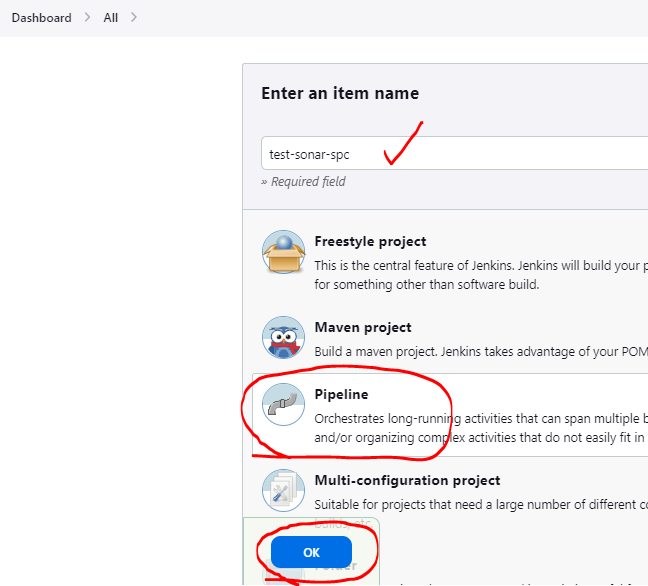 Dashboard > All >
Enter an item name
test-sonar-spc
» Required field
Freestyle project
This is the central feature of Jenkins. Jenkins will build your p
for something other than software build.
Maven project
Build a maven project. Jenkins takes advantage of your POM
Pipeline
Orchestrates long-running activities that can span multiple b
and/or organizing complex activities that do not easily fit in
Multi-configuration project
Suitable for projects that need a large number of different co
builds, etc.
OK
Folder